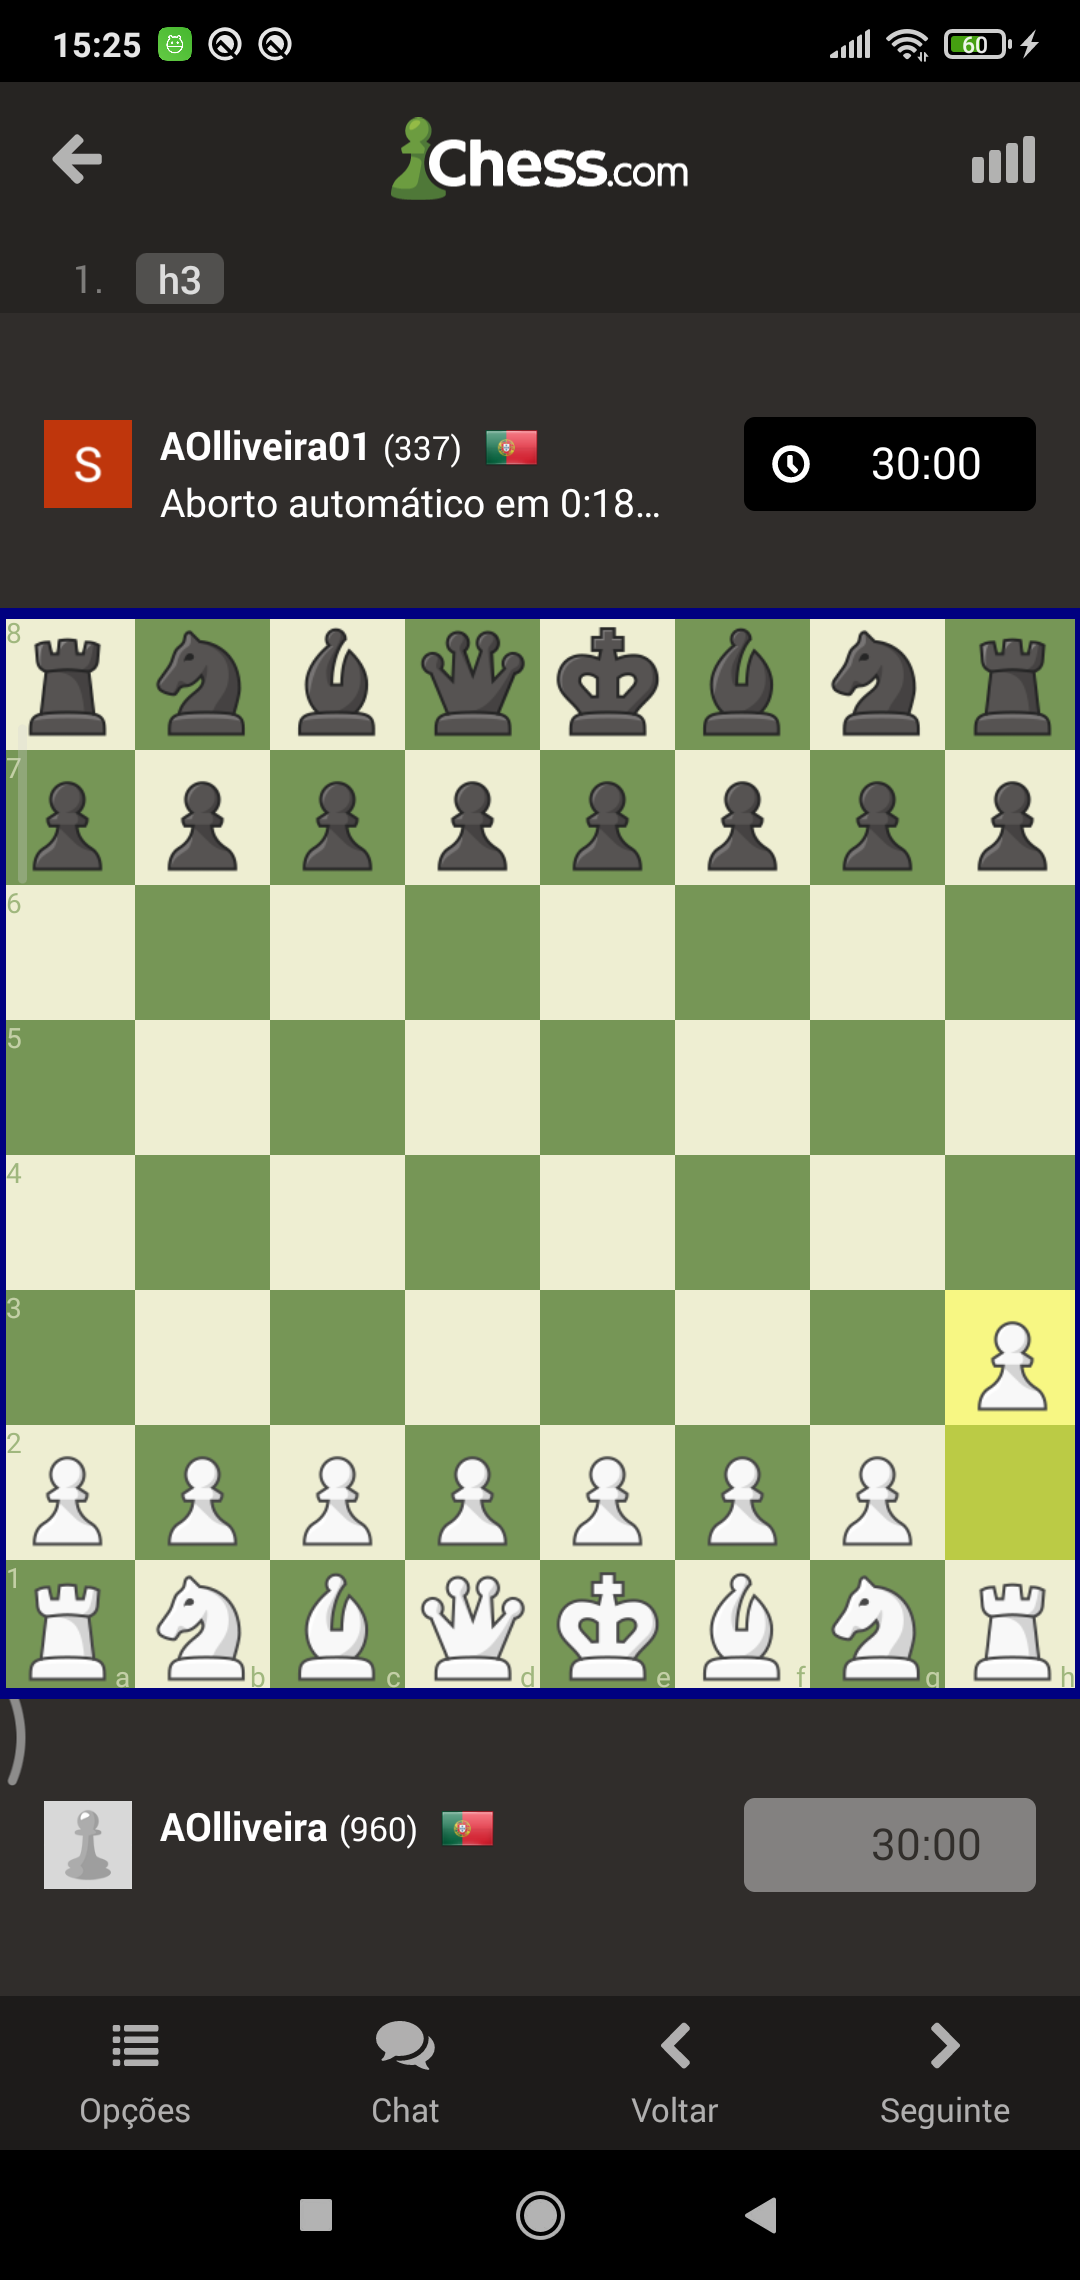 15:25 60
Chess.com
1. h3
S
AOlliveira01 (337)
30:00
Aborto automático em 0:18...
8
7
6
5
4
3
2
1
a b c d e f g h
AOlliveira (960)
30:00
Opções Chat Voltar Seguinte